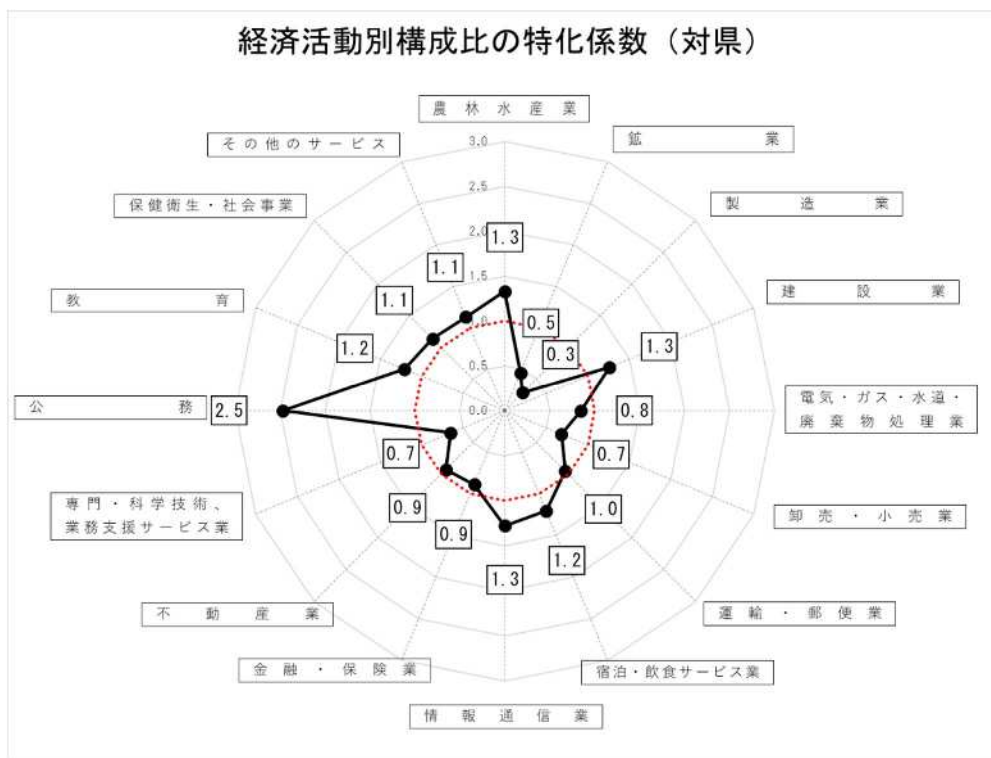 経済活動別構成比の特化係数（対県）
農林水産業
鉱業
製造業
建設業
電気・ガス・水道・
廃棄物処理業
卸売・小売業
運輸・郵便業
宿泊・飲食サービス業
情報通信業
金融・保険業
不動産業
専門・科学技術、
業務支援サービス業
公務
教育
保健衛生・社会事業
その他のサービス
3.0
2.5
2.0
1.5
1.0
0.5
0.0
1.3
0.5
0.3
1.3
0.8
0.7
1.0
1.2
1.3
0.9
0.9
0.7
2.5
1.2
1.1
1.1